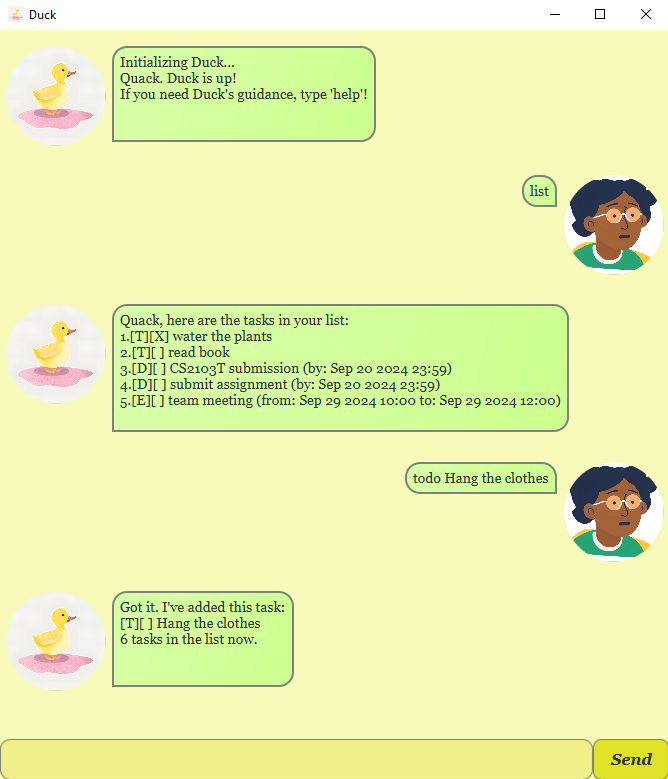 Duck
Initializing Duck...
Quack. Duck is up!
If you need Duck's guidance, type 'help'!
list
Quack, here are the tasks in your list:
1.[T][X] water the plants
2.[T][ ] read book
3.[D][ ] CS2103T submission (by: Sep 20 2024 23:59)
4.[D][ ] submit assignment (by: Sep 20 2024 23:59)
5.[E][ ] team meeting (from: Sep 29 2024 10:00 to: Sep 29 2024 12:00)
todo Hang the clothes
Got it. I've added this task:
[T][ ] Hang the clothes
6 tasks in the list now.
Send